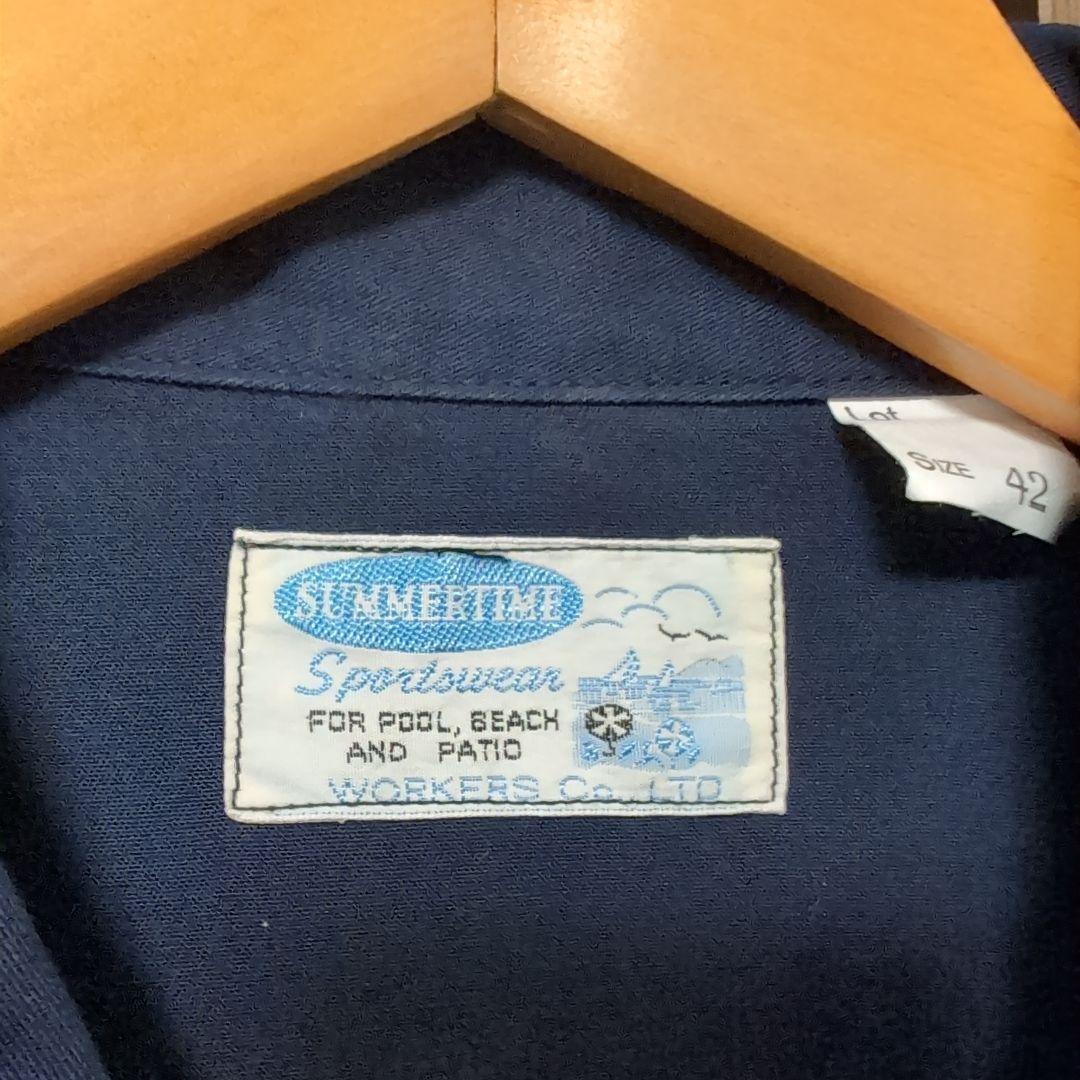 Lot
SIZE 42
SUMMERTIME
Sportswear
FOR POOL, BEACH
AND PATIO
WORKERS Co., LTD